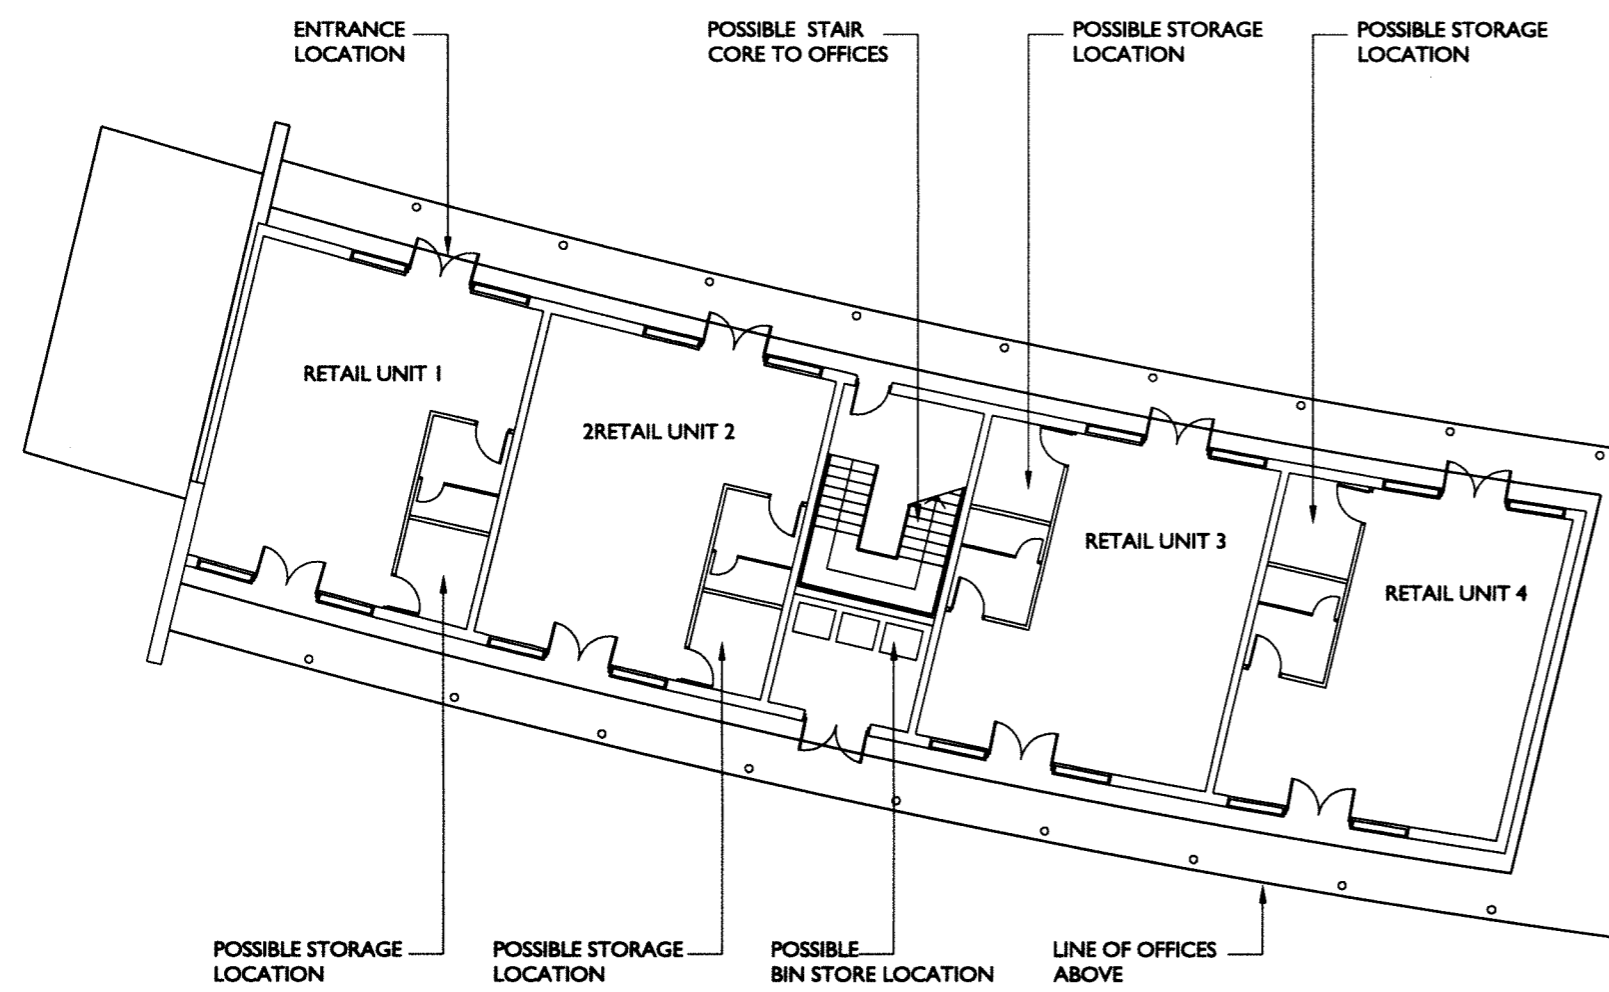 ENTRANCE
LOCATION
POSSIBLE STAIR
CORE TO OFFICES
POSSIBLE STORAGE
LOCATION
POSSIBLE STORAGE
LOCATION
RETAIL UNIT 1
2RETAIL UNIT 2
RETAIL UNIT 3
RETAIL UNIT 4
POSSIBLE STORAGE
LOCATION
POSSIBLE STORAGE
LOCATION
POSSIBLE
BIN STORE LOCATION
LINE OF OFFICES
ABOVE